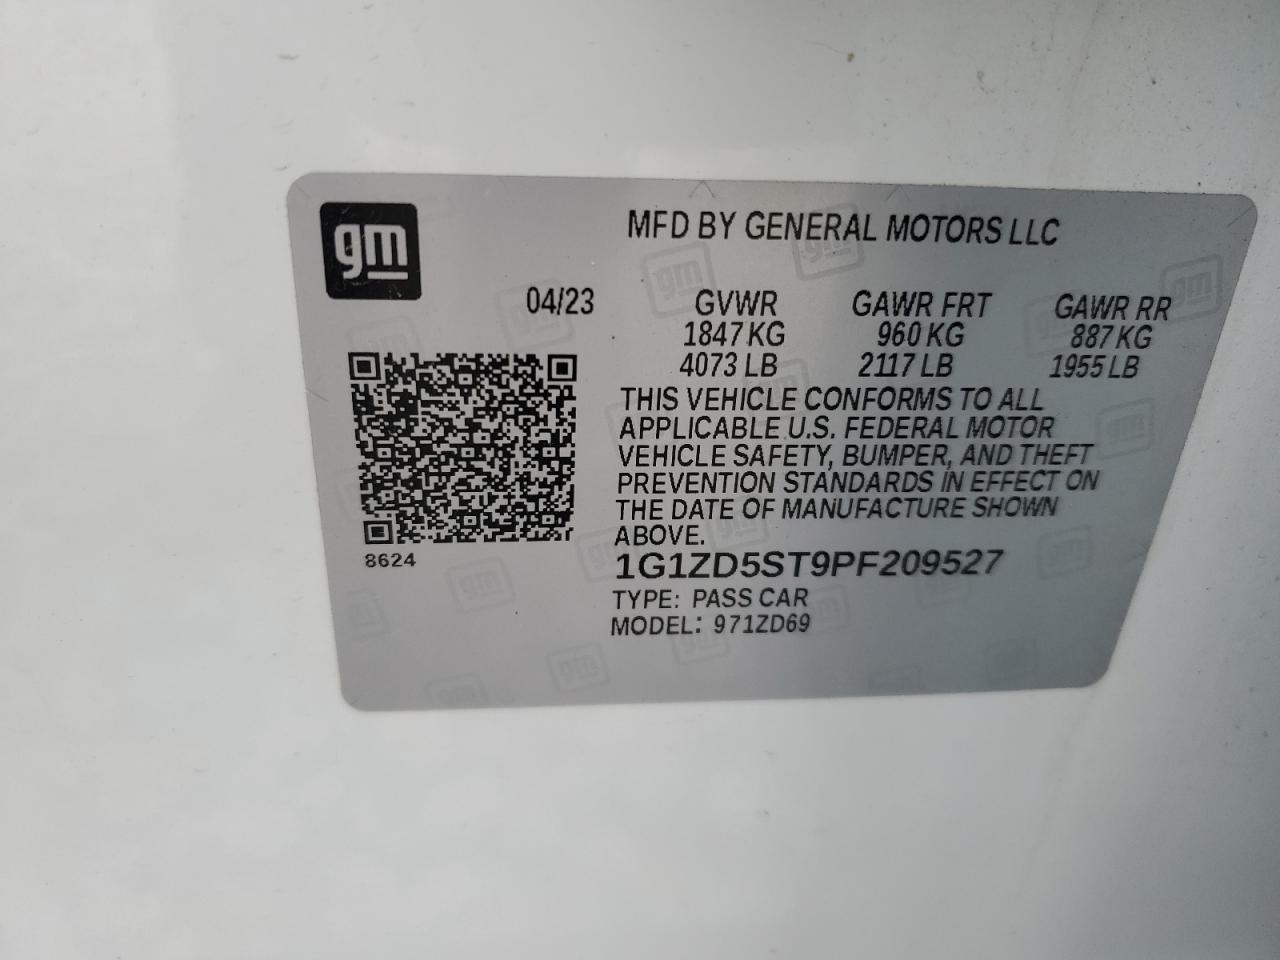 gm
MFD BY GENERAL MOTORS LLC
04/23 GVWR GAWR FRT GAWR RR
1847 KG 960 KG 887 KG
4073 LB 2117 LB 1955 LB
THIS VEHICLE CONFORMS TO ALL
APPLICABLE U.S. FEDERAL MOTOR
VEHICLE SAFETY, BUMPER, AND THEFT
PREVENTION STANDARDS IN EFFECT ON
THE DATE OF MANUFACTURE SHOWN
ABOVE.
8624
1G1ZD5ST9PF209527
TYPE: PASS CAR
MODEL: 971ZD69